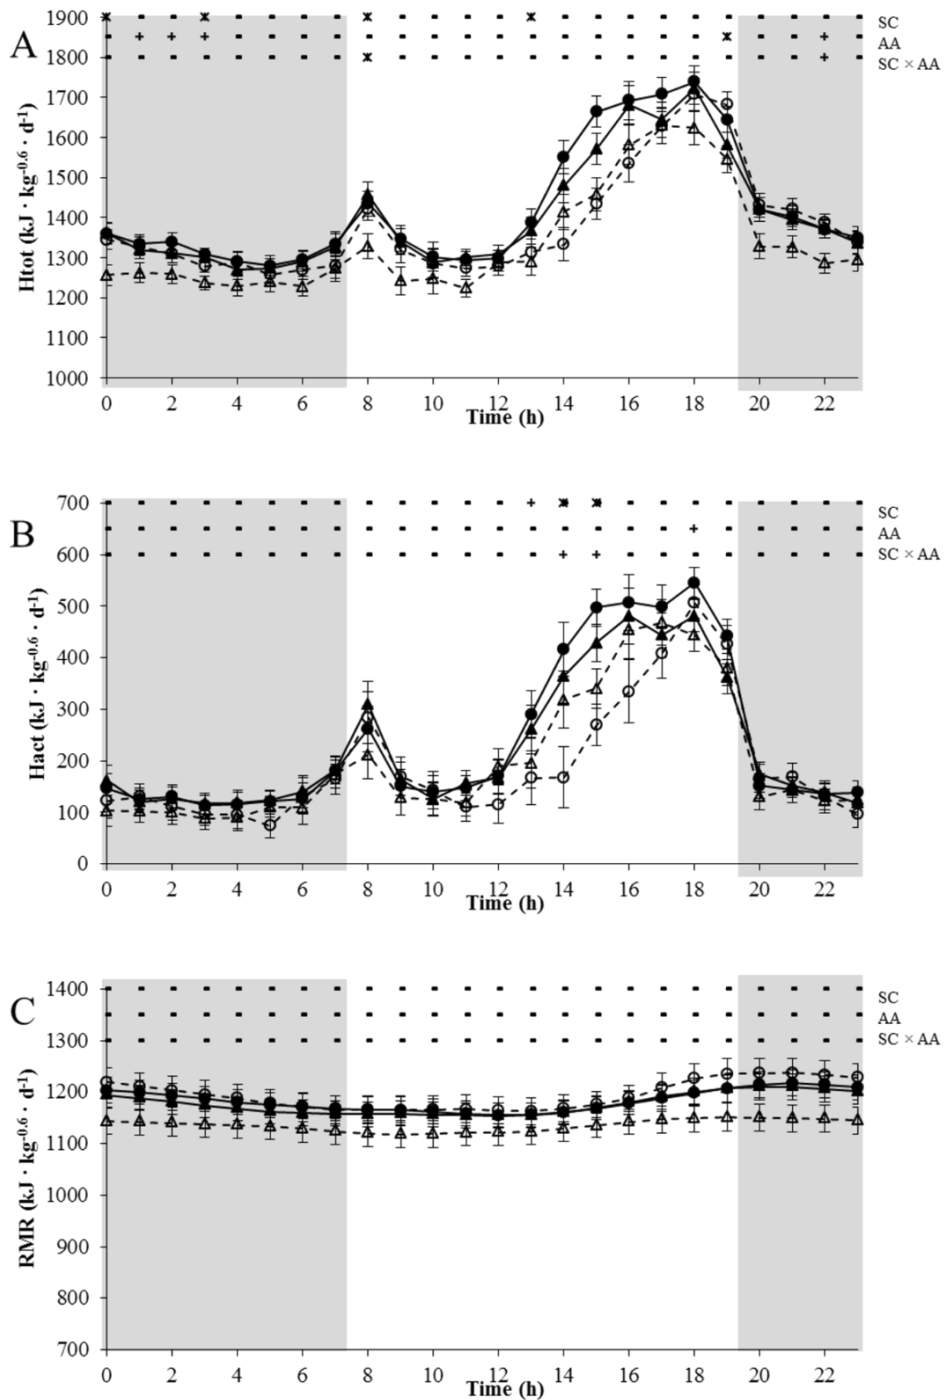 A
1900
1800
1700
1600
1500
1400
1300
1200
1100
1000
Htot (kJ · kg-0.6 · d-1)
SC
AA
SC × AA
0 2 4 6 8 10 12 14 16 18 20 22
Time (h)
B
700
600
500
400
300
200
100
0
Hact (kJ · kg-0.6 · d-1)
SC
AA
SC × AA
0 2 4 6 8 10 12 14 16 18 20 22
Time (h)
C
1400
1300
1200
1100
1000
900
800
700
RMR (kJ · kg-0.6 · d-1)
SC
AA
SC × AA
0 2 4 6 8 10 12 14 16 18 20 22
Time (h)